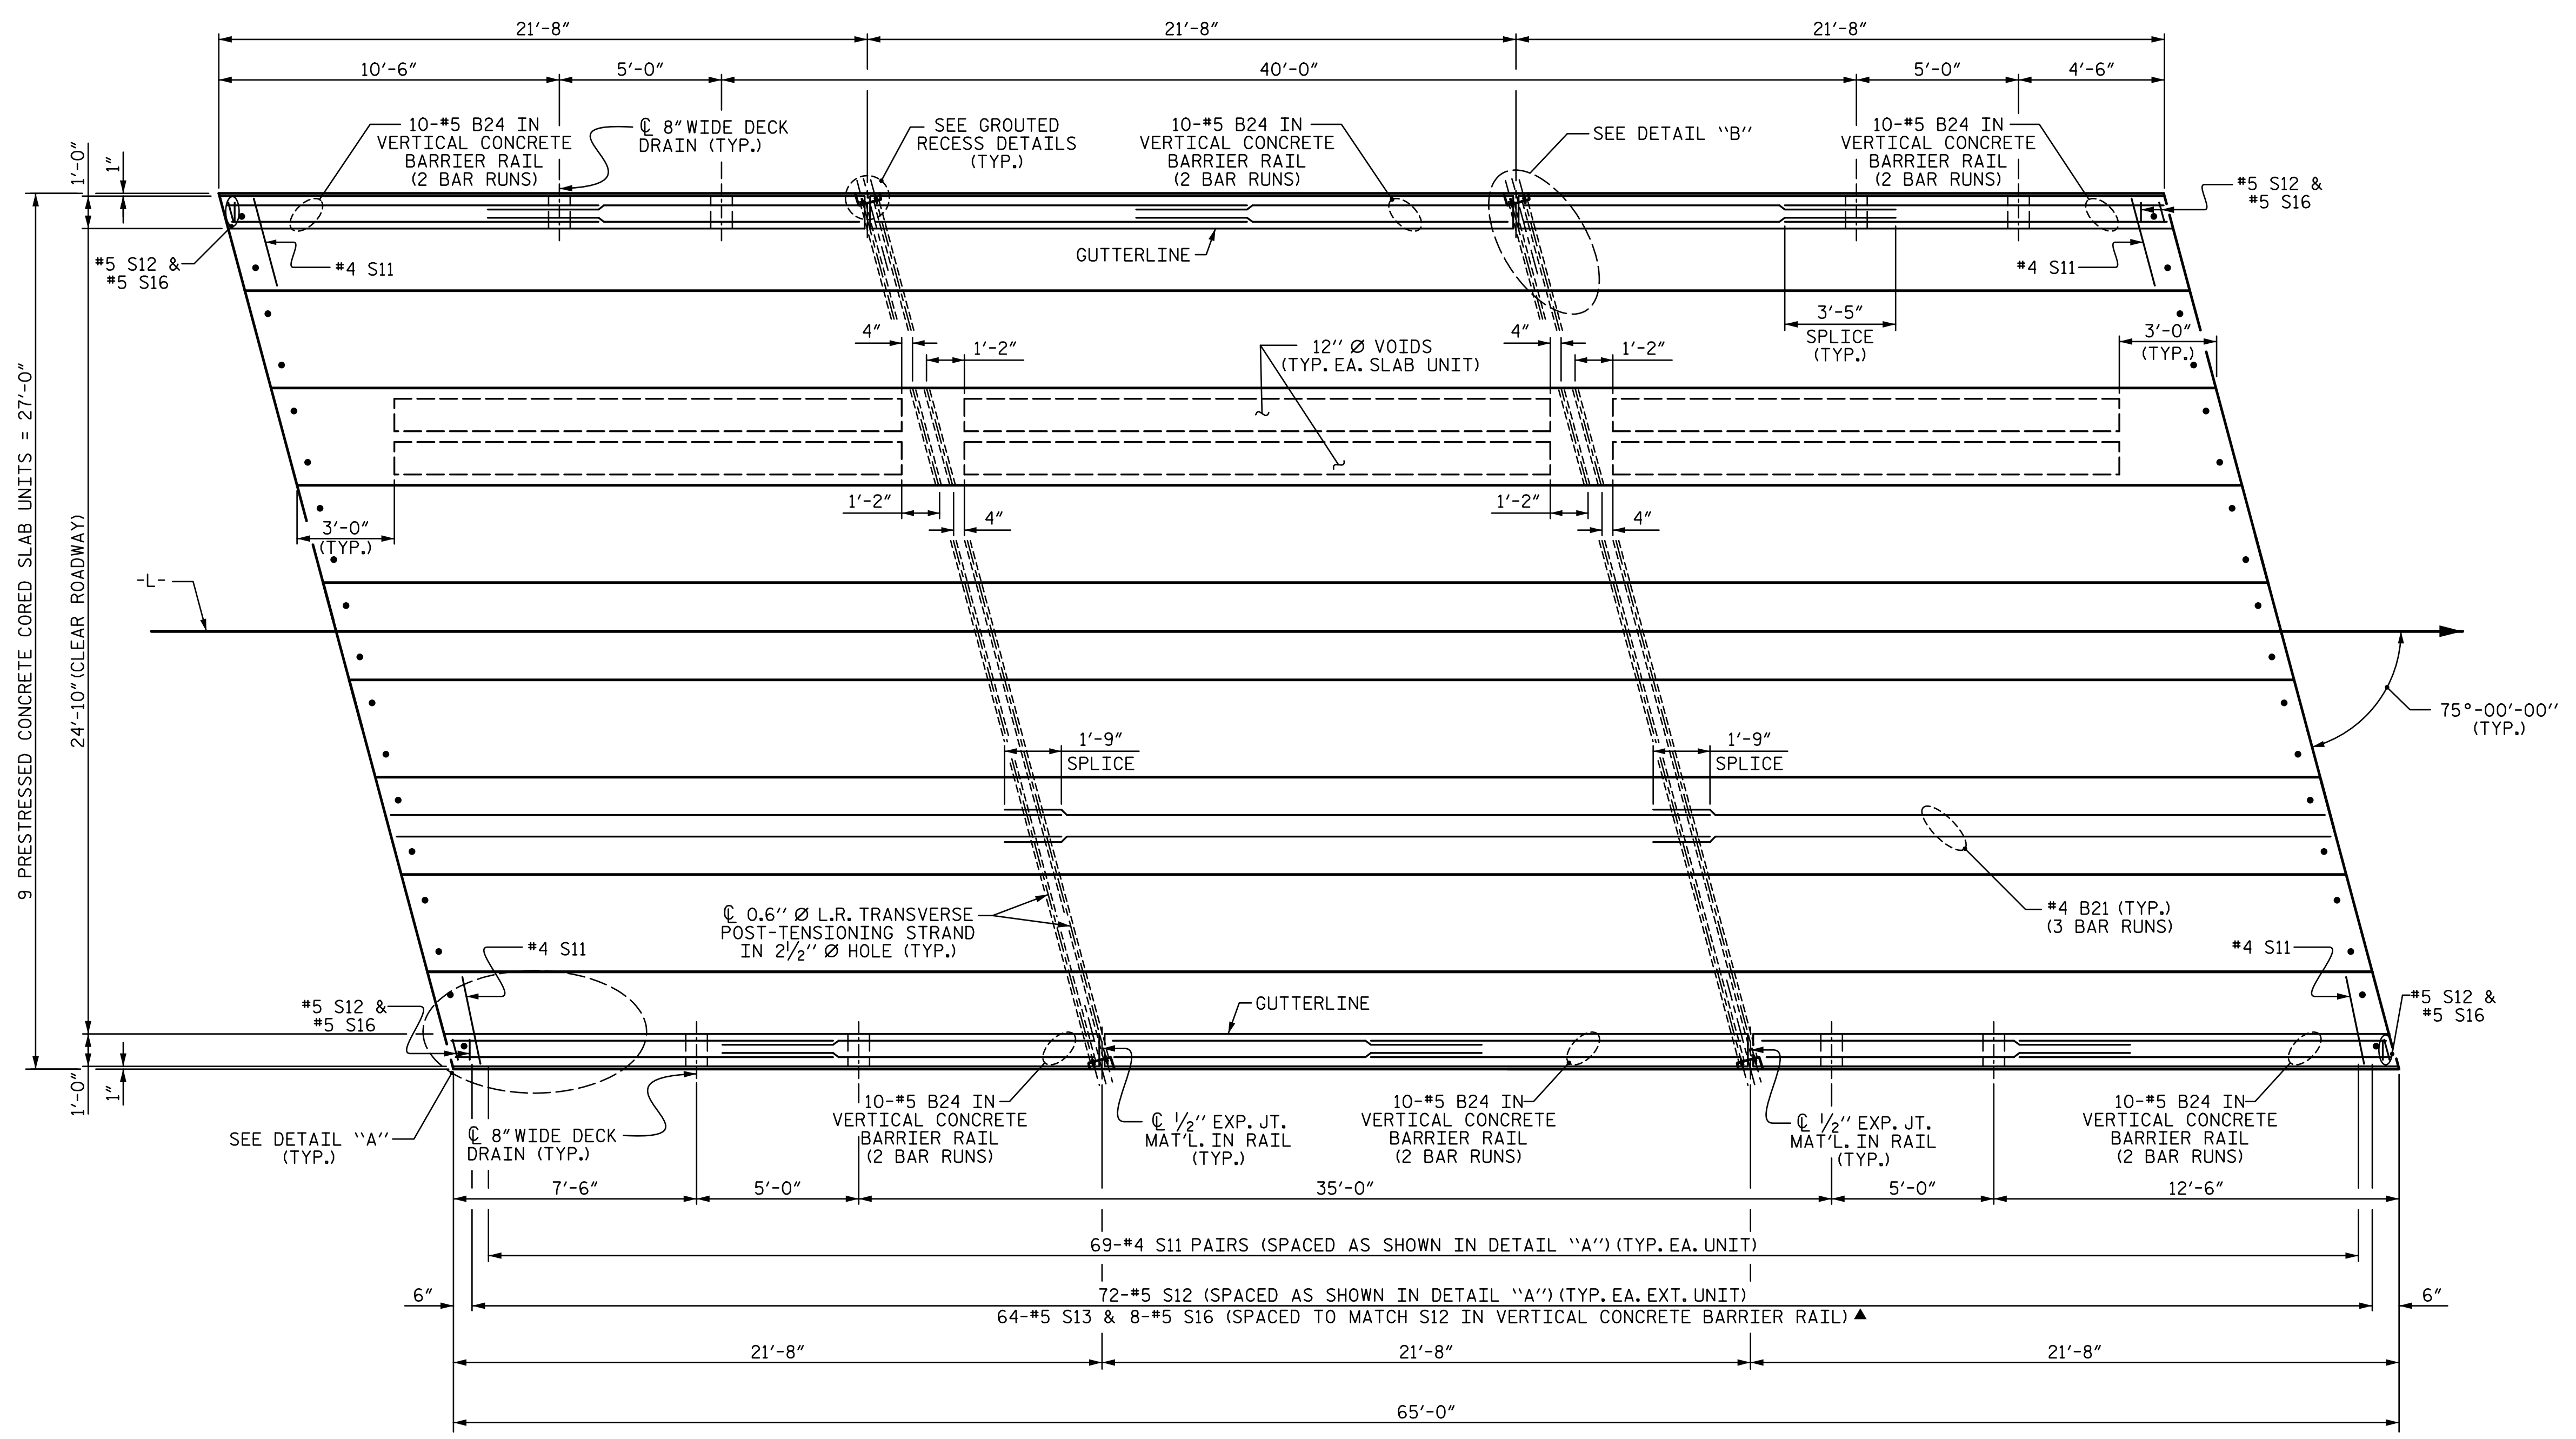 21'-8"
21'-8"
21'-8"
10'-6"
5'-0"
40'-0"
5'-0"
4'-6"
1'-0"
1"
10-#5 B24 IN
VERTICAL CONCRETE
BARRIER RAIL
(2 BAR RUNS)
℄ 8" WIDE DECK
DRAIN (TYP.)
SEE GROUTED
RECESS DETAILS
(TYP.)
10-#5 B24 IN
VERTICAL CONCRETE
BARRIER RAIL
(2 BAR RUNS)
SEE DETAIL "B"
10-#5 B24 IN
VERTICAL CONCRETE
BARRIER RAIL
(2 BAR RUNS)
#5 S12 &
#5 S16
#5 S12 &
#5 S16
#4 S11
GUTTERLINE
#4 S11
4"
1'-2"
12" Ø VOIDS
(TYP. EA. SLAB UNIT)
4"
1'-2"
3'-5"
SPLICE
(TYP.)
3'-0"
(TYP.)
9 PRESTRESSED CONCRETE CORED SLAB UNITS = 27'-0"
24'-10" (CLEAR ROADWAY)
3'-0"
(TYP.)
1'-2"
4"
1'-2"
4"
-L-
75°-00'-00"
(TYP.)
1'-9"
SPLICE
1'-9"
SPLICE
℄ 0.6" Ø L.R. TRANSVERSE
POST-TENSIONING STRAND
IN 2½" Ø HOLE (TYP.)
#4 B21 (TYP.)
(3 BAR RUNS)
#4 S11
#4 S11
#5 S12 &
#5 S16
GUTTERLINE
#5 S12 &
#5 S16
1'-0"
1"
SEE DETAIL "A"
(TYP.)
℄ 8" WIDE DECK
DRAIN (TYP.)
10-#5 B24 IN
VERTICAL CONCRETE
BARRIER RAIL
(2 BAR RUNS)
℄ ½" EXP. JT.
MAT'L. IN RAIL
(TYP.)
10-#5 B24 IN
VERTICAL CONCRETE
BARRIER RAIL
(2 BAR RUNS)
℄ ½" EXP. JT.
MAT'L. IN RAIL
(TYP.)
10-#5 B24 IN
VERTICAL CONCRETE
BARRIER RAIL
(2 BAR RUNS)
7'-6"
5'-0"
35'-0"
5'-0"
12'-6"
69-#4 S11 PAIRS (SPACED AS SHOWN IN DETAIL "A") (TYP. EA. UNIT)
6"
72-#5 S12 (SPACED AS SHOWN IN DETAIL "A") (TYP. EA. EXT. UNIT)
6"
64-#5 S13 & 8-#5 S16 (SPACED TO MATCH S12 IN VERTICAL CONCRETE BARRIER RAIL) ▲
21'-8"
21'-8"
21'-8"
65'-0"